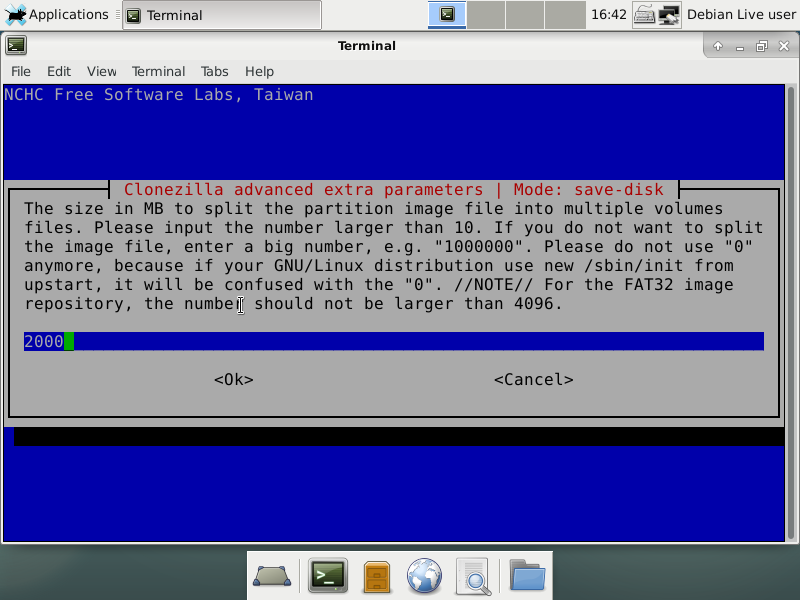 Applications
Terminal
16:42
Debian Live user
Terminal
File Edit View Terminal Tabs Help
NCHC Free Software Labs, Taiwan
Clonezilla advanced extra parameters | Mode: save-disk
The size in MB to split the partition image file into multiple volumes
files. Please input the number larger than 10. If you do not want to split
the image file, enter a big number, e.g. "1000000". Please do not use "0"
anymore, because if your GNU/Linux distribution use new /sbin/init from
upstart, it will be confused with the "0". //NOTE// For the FAT32 image
repository, the number should not be larger than 4096.
2000
<Ok> <Cancel>